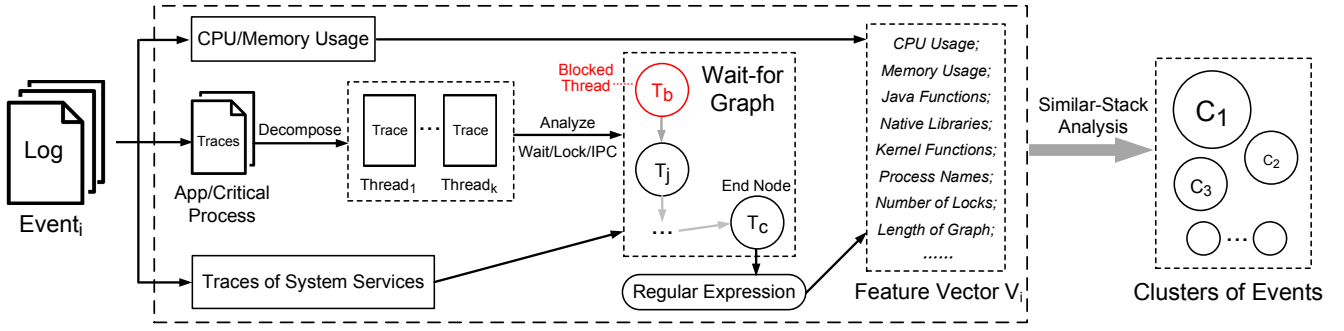 Log
Event_i
CPU/Memory Usage
Traces
App/Critical
Process
Decompose
Trace
...
Trace
Thread_1
Thread_k
Analyze
Wait/Lock/IPC
Traces of System Services
Blocked
Thread
Wait-for
Graph
T_b
T_j
...
End Node
T_c
Regular Expression
CPU Usage;
Memory Usage;
Java Functions;
Native Libraries;
Kernel Functions;
Process Names;
Number of Locks;
Length of Graph;
......
Feature Vector V_i
Similar-Stack
Analysis
C_1
C_2
C_3
...
Clusters of Events